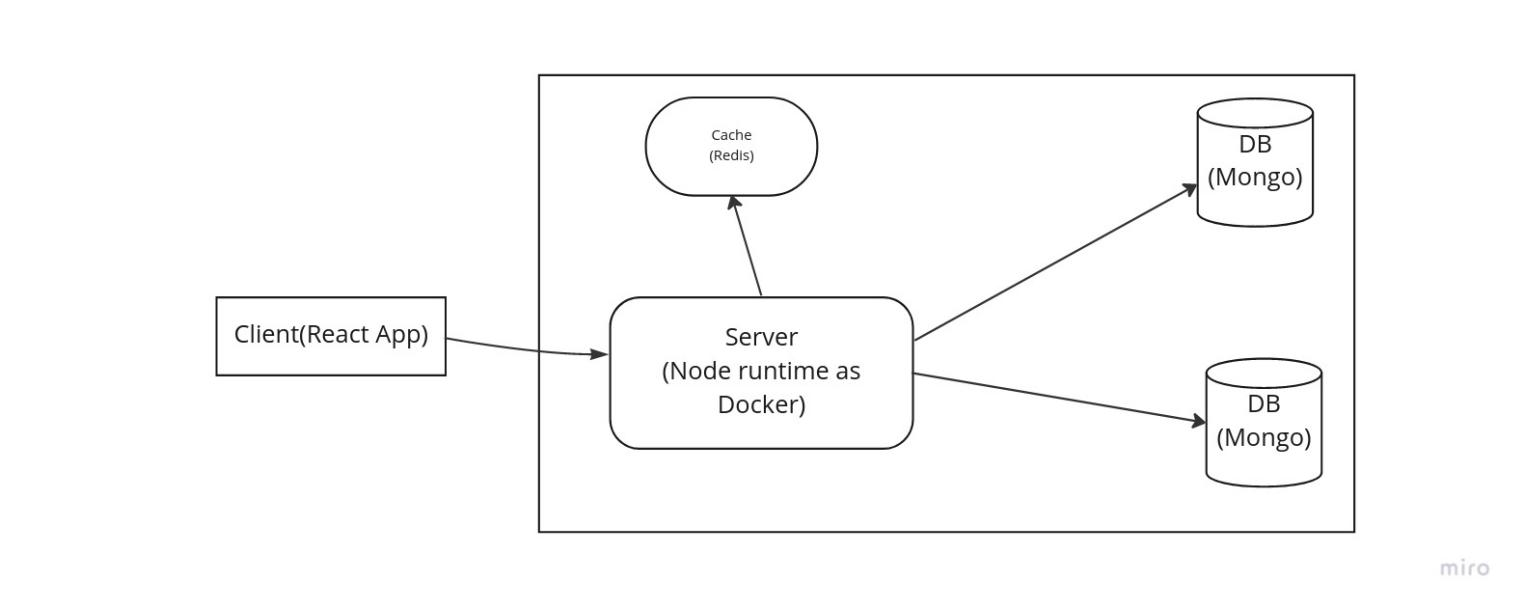 Cache
(Redis)
DB
(Mongo)
Client(React App)
Server
(Node runtime as
Docker)
DB
(Mongo)
miro